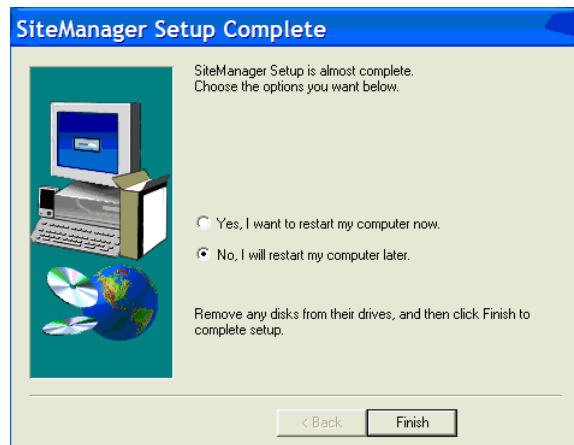 SiteManager Setup Complete
SiteManager Setup is almost complete.
Choose the options you want below.
Yes, I want to restart my computer now.
No, I will restart my computer later.
Remove any disks from their drives, and then click Finish to
complete setup.
< Back
Finish